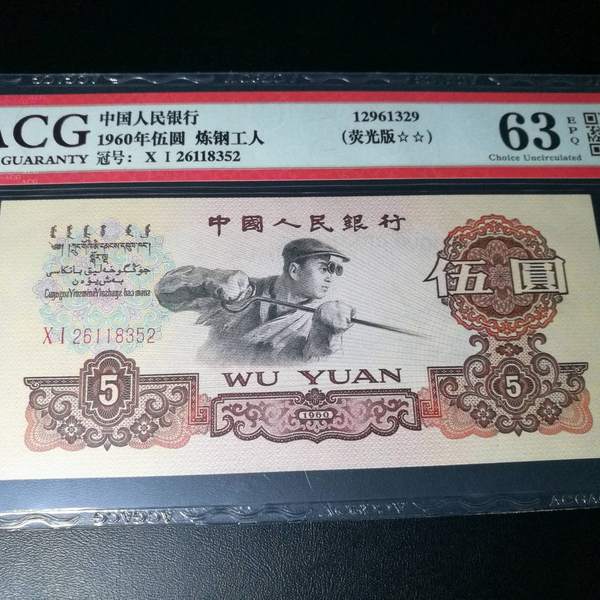 ACG
GUARANTY
中国人民银行
1960年伍圆 炼钢工人
冠号: X I 26118352
12961329
(荧光版☆☆)
63
EPQ
Choice Uncirculated
中國人民銀行
伍圓
X I 26118352
5
WU YUAN
1960
5